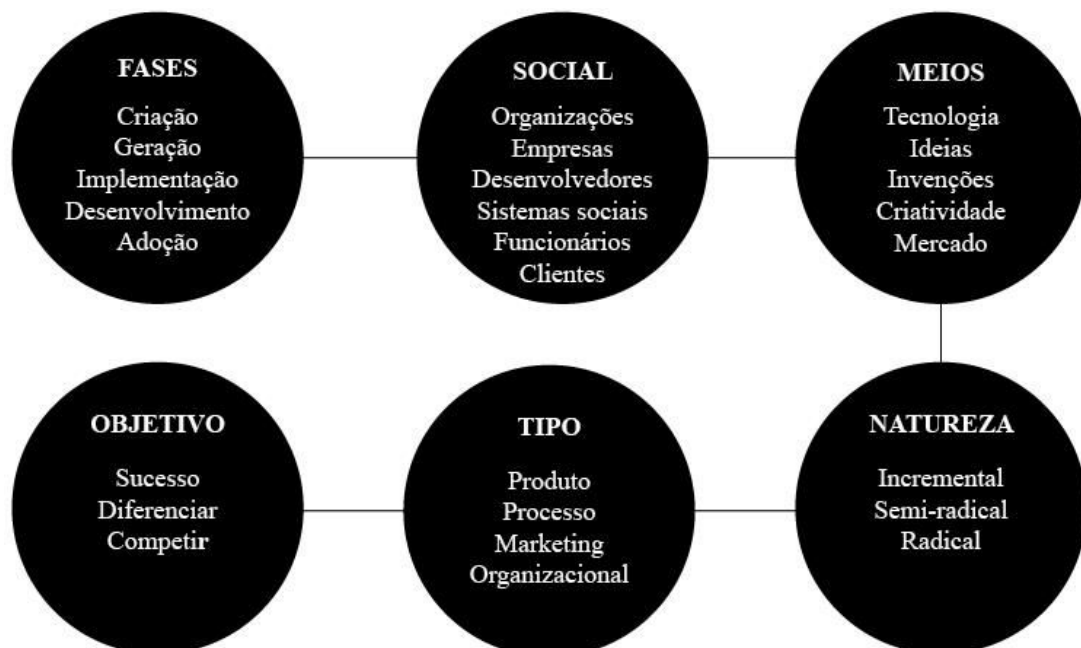 FASES
Criação
Geração
Implementação
Desenvolvimento
Adoção
SOCIAL
Organizações
Empresas
Desenvolvedores
Sistemas sociais
Funcionários
Clientes
MEIOS
Tecnologia
Ideias
Invenções
Criatividade
Mercado
OBJETIVO
Sucesso
Diferenciar
Competir
TIPO
Produto
Processo
Marketing
Organizacional
NATUREZA
Incremental
Semi-radical
Radical